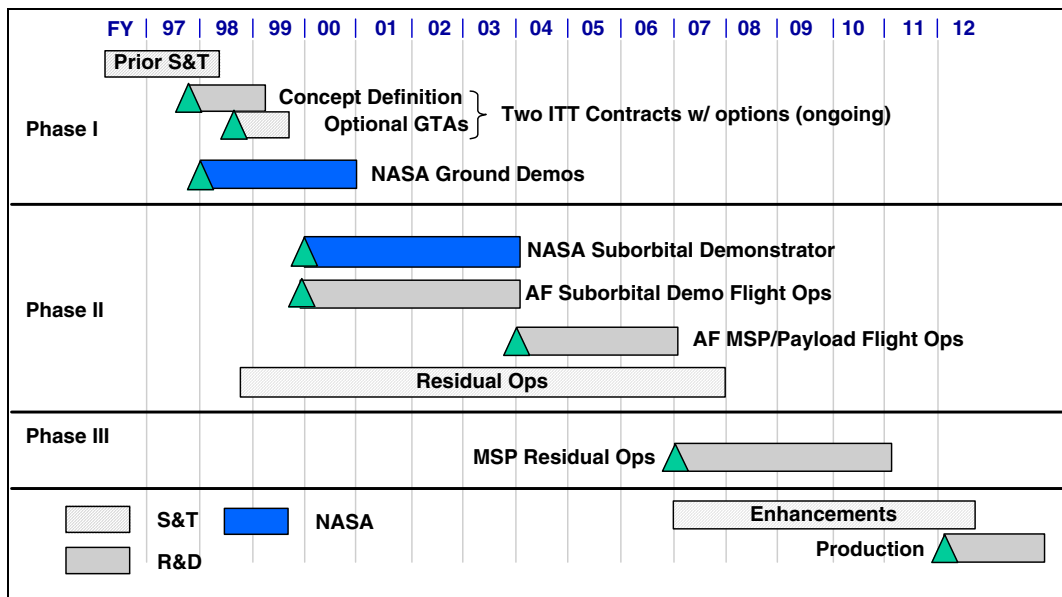 FY | 97 | 98 | 99 | 00 | 01 | 02 | 03 | 04 | 05 | 06 | 07 | 08 | 09 | 10 | 11 | 12
Prior S&T
Phase I
Concept Definition
Optional GTAs
Two ITT Contracts w/ options (ongoing)
NASA Ground Demos
Phase II
NASA Suborbital Demonstrator
AF Suborbital Demo Flight Ops
AF MSP/Payload Flight Ops
Residual Ops
Phase III
MSP Residual Ops
S&T
NASA
R&D
Enhancements
Production